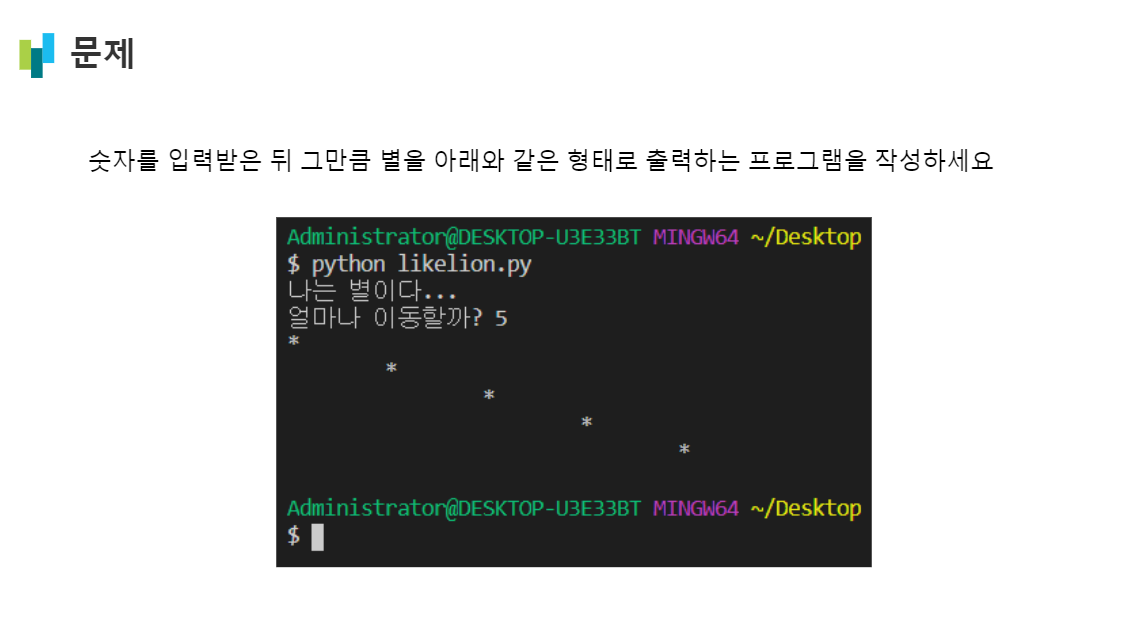 문제
숫자를 입력받은 뒤 그만큼 별을 아래와 같은 형태로 출력하는 프로그램을 작성하세요
Administrator@DESKTOP-U3E33BT MINGW64 ~/Desktop
$ python likelion.py
나는 별이다...
얼마나 이동할까? 5
*
        *
                *
                        *
                                *
Administrator@DESKTOP-U3E33BT MINGW64 ~/Desktop
$